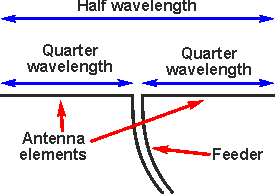 Half wavelength
Quarter
wavelength
Quarter
wavelength
Antenna
elements
Feeder